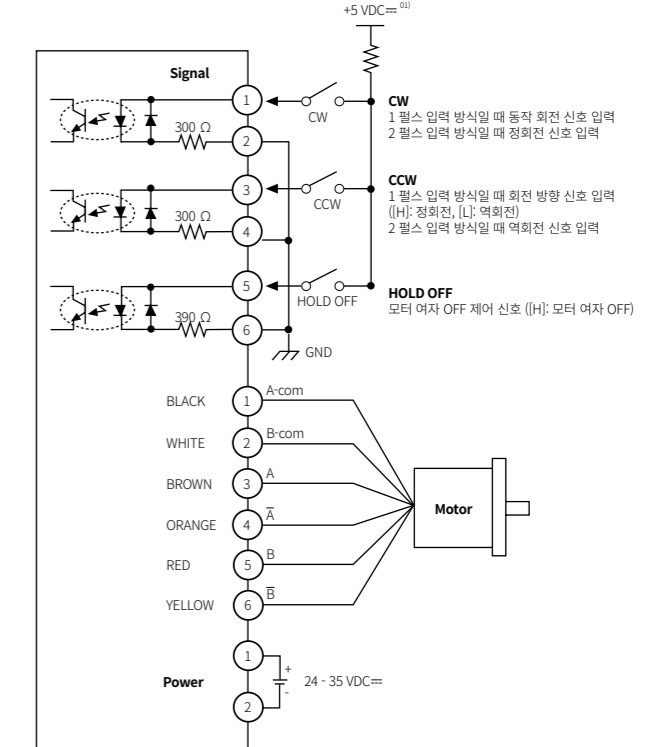 +5 VDC⎓ 01)
Signal
1
CW
CW
1 펄스 입력 방식일 때 동작 회전 신호 입력
2 펄스 입력 방식일 때 정회전 신호 입력
300 Ω
2
3
CCW
CCW
1 펄스 입력 방식일 때 회전 방향 신호 입력
([H]: 정회전, [L]: 역회전)
2 펄스 입력 방식일 때 역회전 신호 입력
300 Ω
4
5
HOLD OFF
HOLD OFF
모터 여자 OFF 제어 신호 ([H]: 모터 여자 OFF)
390 Ω
6
GND
BLACK 1 A-com
WHITE 2 B-com
BROWN 3 A
ORANGE 4 A̅
RED 5 B
YELLOW 6 B̅
Motor
Power
1
+
24 - 35 VDC⎓
-
2